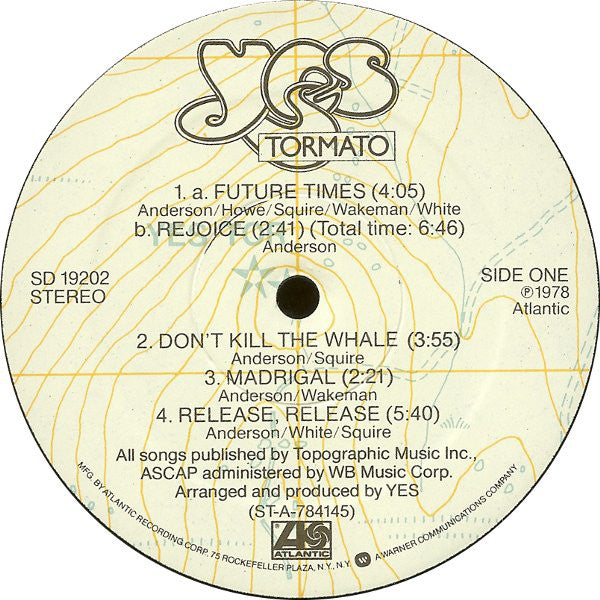 YES
TORMATO
1. a. FUTURE TIMES (4:05)
Anderson/Howe/Squire/Wakeman/White
b. REJOICE (2:41) (Total time: 6:46)
Anderson
YES TOR
SD 19202
STEREO
SIDE ONE
℗1978
Atlantic
2. DON'T KILL THE WHALE (3:55)
Anderson/Squire
3. MADRIGAL (2:21)
Anderson/Wakeman
4. RELEASE, RELEASE (5:40)
Anderson/White/Squire
All songs published by Topographic Music Inc.,
ASCAP administered by WB Music Corp.
Arranged and produced by YES
(ST-A-784145)
ATLANTIC
MFG. BY ATLANTIC RECORDING CORP. 75 ROCKEFELLER PLAZA, N.Y., N.Y. A WARNER COMMUNICATIONS COMPANY